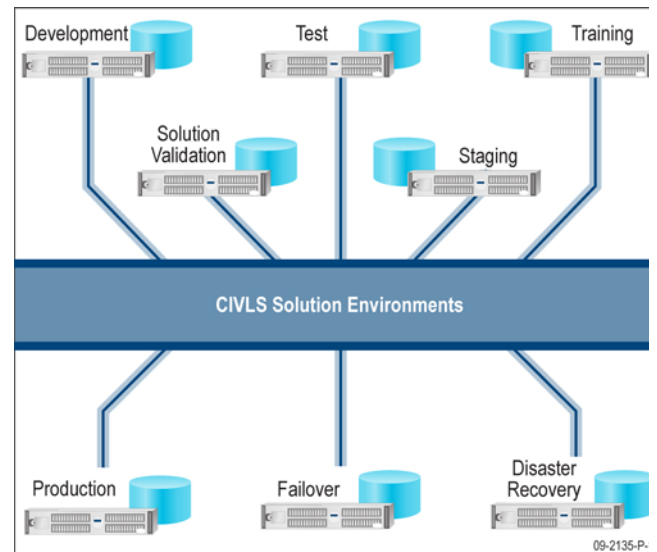 Development
Test
Training
Solution
Validation
Staging
CIVLS Solution Environments
Production
Failover
Disaster
Recovery
09-2135-P-